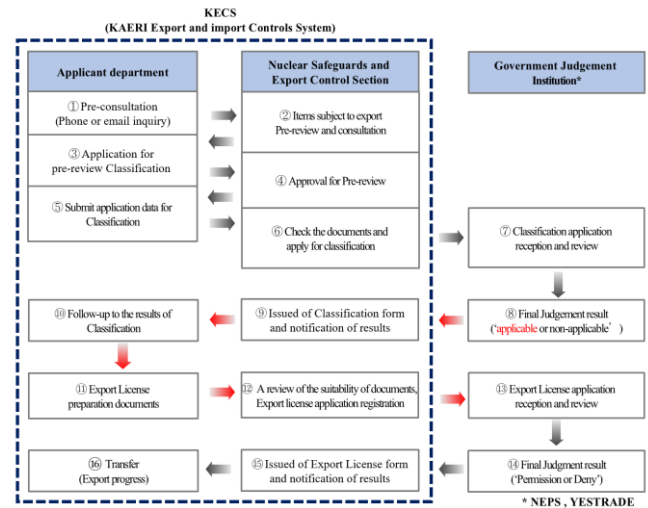 KECS
(KAERI Export and import Controls System)
Applicant department
Nuclear Safeguards and
Export Control Section
Government Judgement
Institution*
① Pre-consultation
(Phone or email inquiry)
② Items subject to export
Pre-review and consultation
③ Application for
pre-review Classification
④ Approval for Pre-review
⑤ Submit application data for
Classification
⑥ Check the documents and
apply for classification
⑦ Classification application
reception and review
⑩ Follow-up to the results of
Classification
⑨ Issued of Classification form
and notification of results
⑧ Final Judgement result
('applicable or non-applicable')
⑪ Export License
preparation documents
⑫ A review of the suitability of documents,
Export license application registration
⑬ Export License application
reception and review
⑯ Transfer
(Export progress)
⑮ Issued of Export License form
and notification of results
⑭ Final Judgment result
('Permission or Deny')
* NEPS , YESTRADE